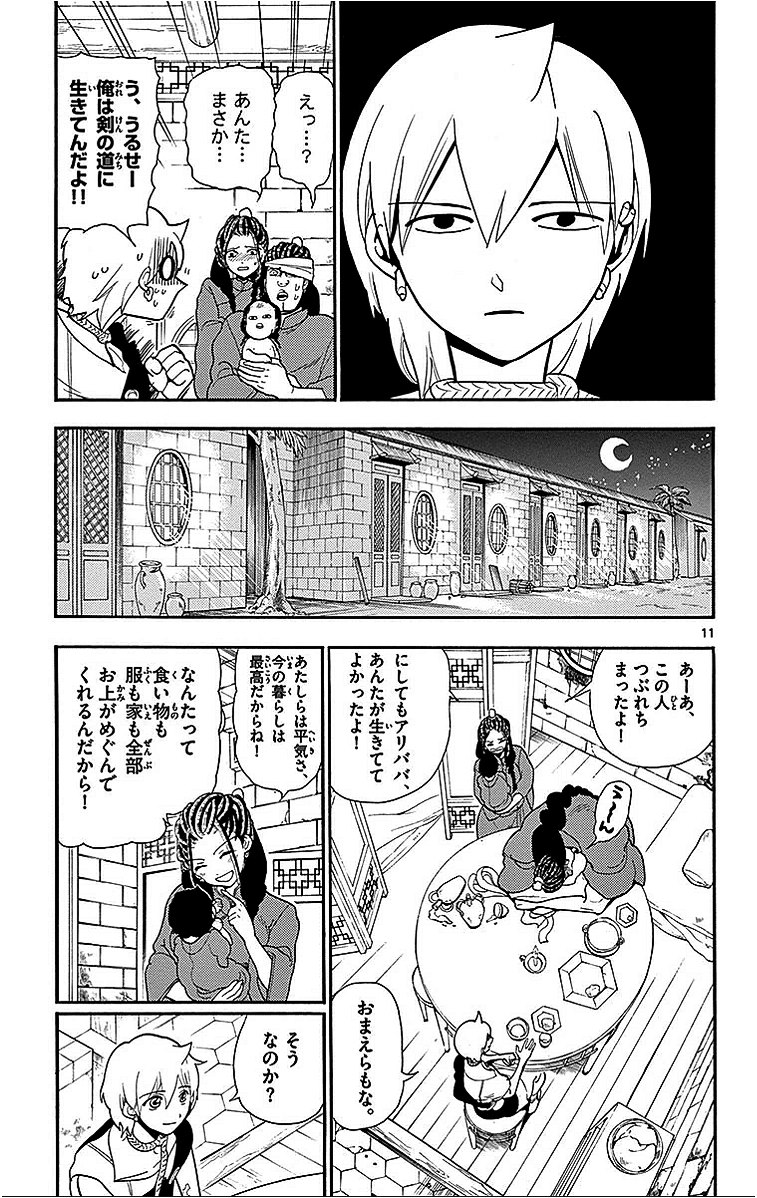 えっ…？
あんた…
まさか…
う、うるせー
俺は剣の道に
生きてんだよ!!
11
あーあ、
この人
つぶれち
まったよ！
にしてもアリババ、
あんたが生きてて
よかったよ！
う〜ん
おまえらもな。
あたしらは平気さ、
今の暮らしは
最高だからね！
なんたって
食い物も
服も家も全部
お上がめぐんで
くれるんだから！
そう
なのか？